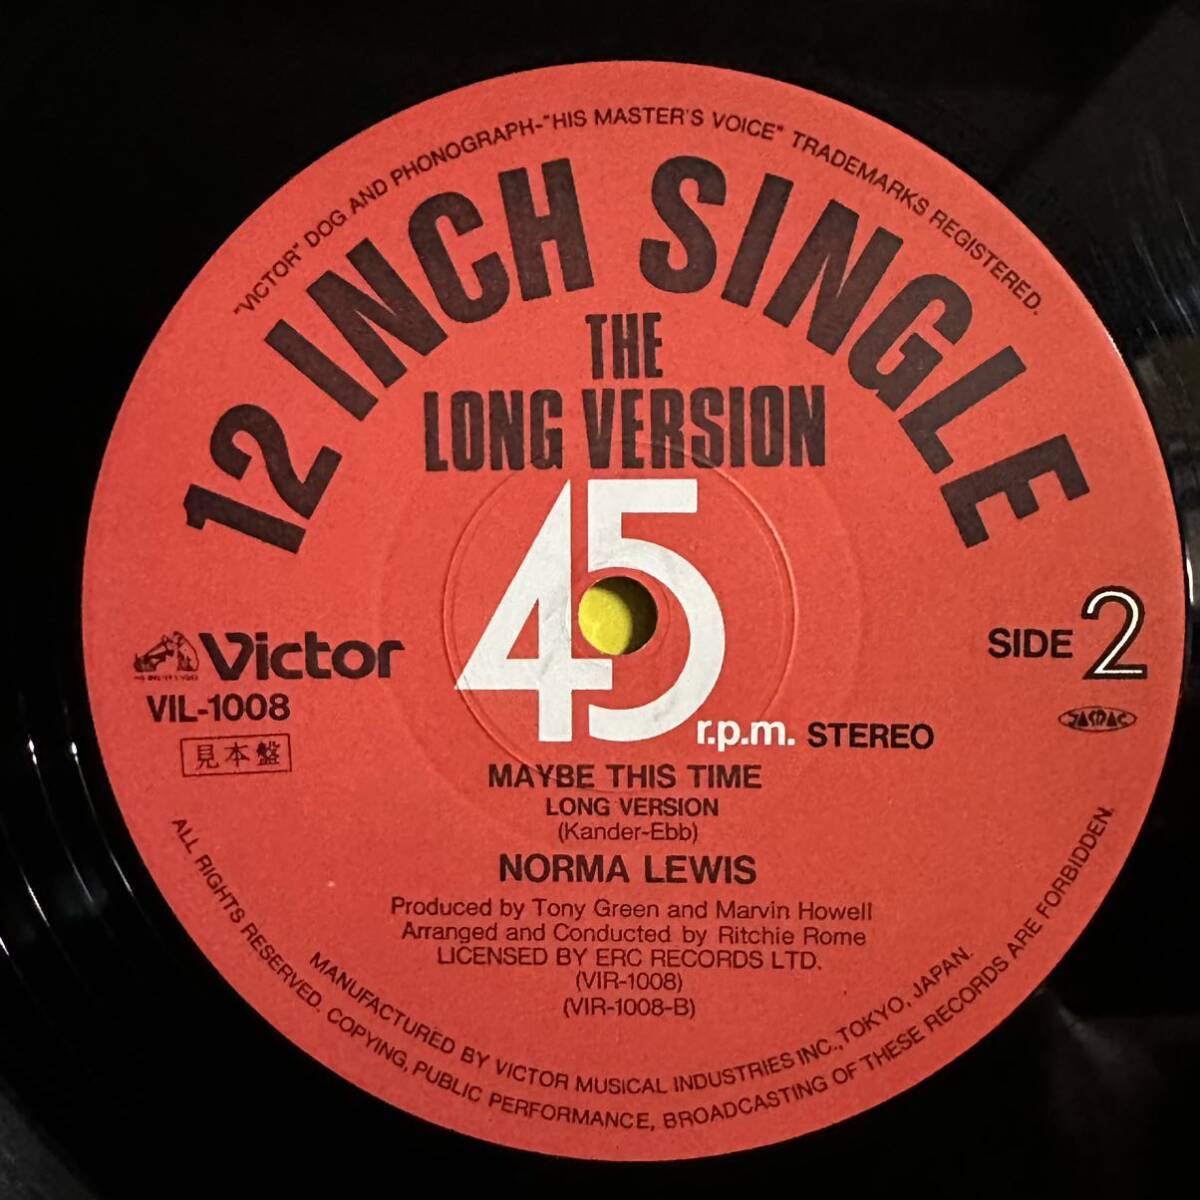 "VICTOR" DOG AND PHONOGRAPH-"HIS MASTER'S VOICE" TRADEMARKS REGISTERED.
12 INCH SINGLE
THE
LONG VERSION
45
r.p.m. STEREO
SIDE 2
Victor
VIL-1008
見本盤
JASRAC
MAYBE THIS TIME
LONG VERSION
(Kander-Ebb)
NORMA LEWIS
Produced by Tony Green and Marvin Howell
Arranged and Conducted by Ritchie Rome
LICENSED BY ERC RECORDS LTD.
(VIR-1008)
(VIR-1008-B)
MANUFACTURED BY VICTOR MUSICAL INDUSTRIES INC.,TOKYO, JAPAN.
ALL RIGHTS RESERVED. COPYING, PUBLIC PERFORMANCE, BROADCASTING OF THESE RECORDS ARE FORBIDDEN.